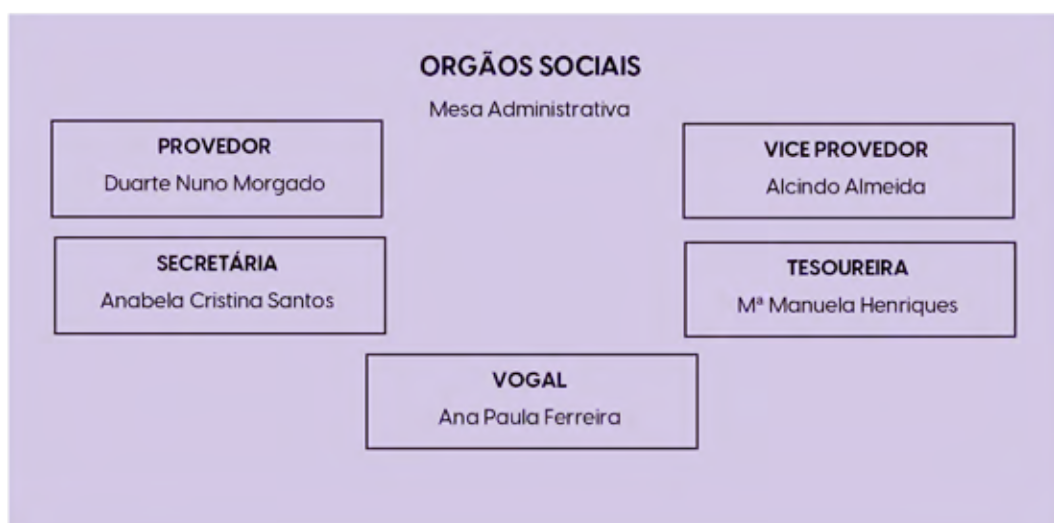 ORGÃOS SOCIAIS
Mesa Administrativa
PROVEDOR
Duarte Nuno Morgado
VICE PROVEDOR
Alcindo Almeida
SECRETÁRIA
Anabela Cristina Santos
TESOUREIRA
Mª Manuela Henriques
VOGAL
Ana Paula Ferreira